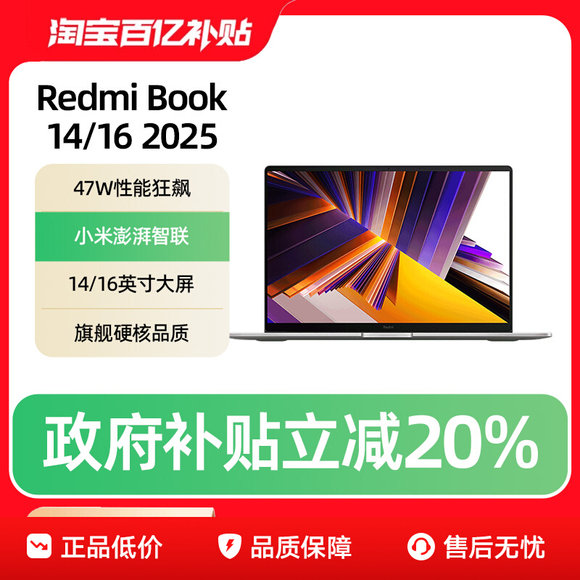 淘宝百亿补贴
Redmi Book
14/16 2025
47W性能狂飙
小米澎湃智联
14/16英寸大屏
旗舰硬核品质
政府补贴立减20%
正品低价
品质保障
售后无忧